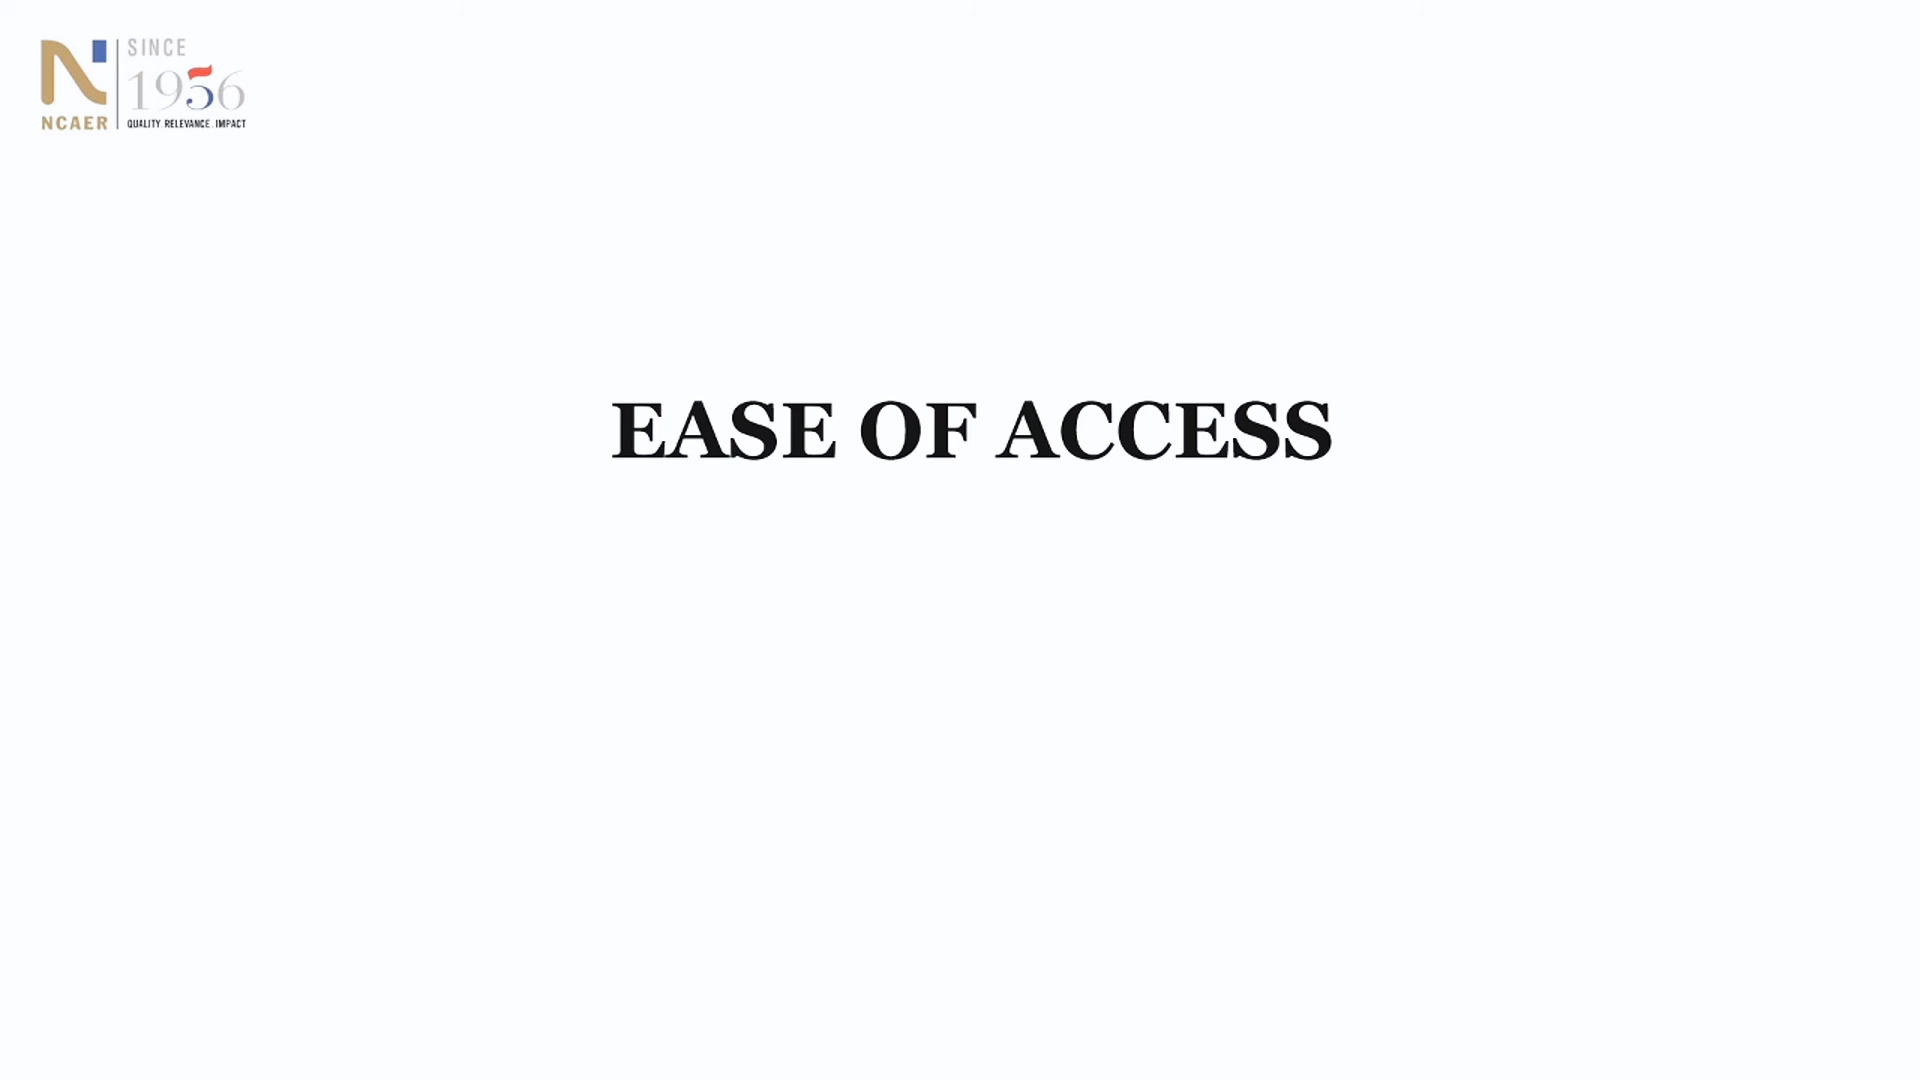 SINCE
1956
NCAER
QUALITY. RELEVANCE. IMPACT
EASE OF ACCESS